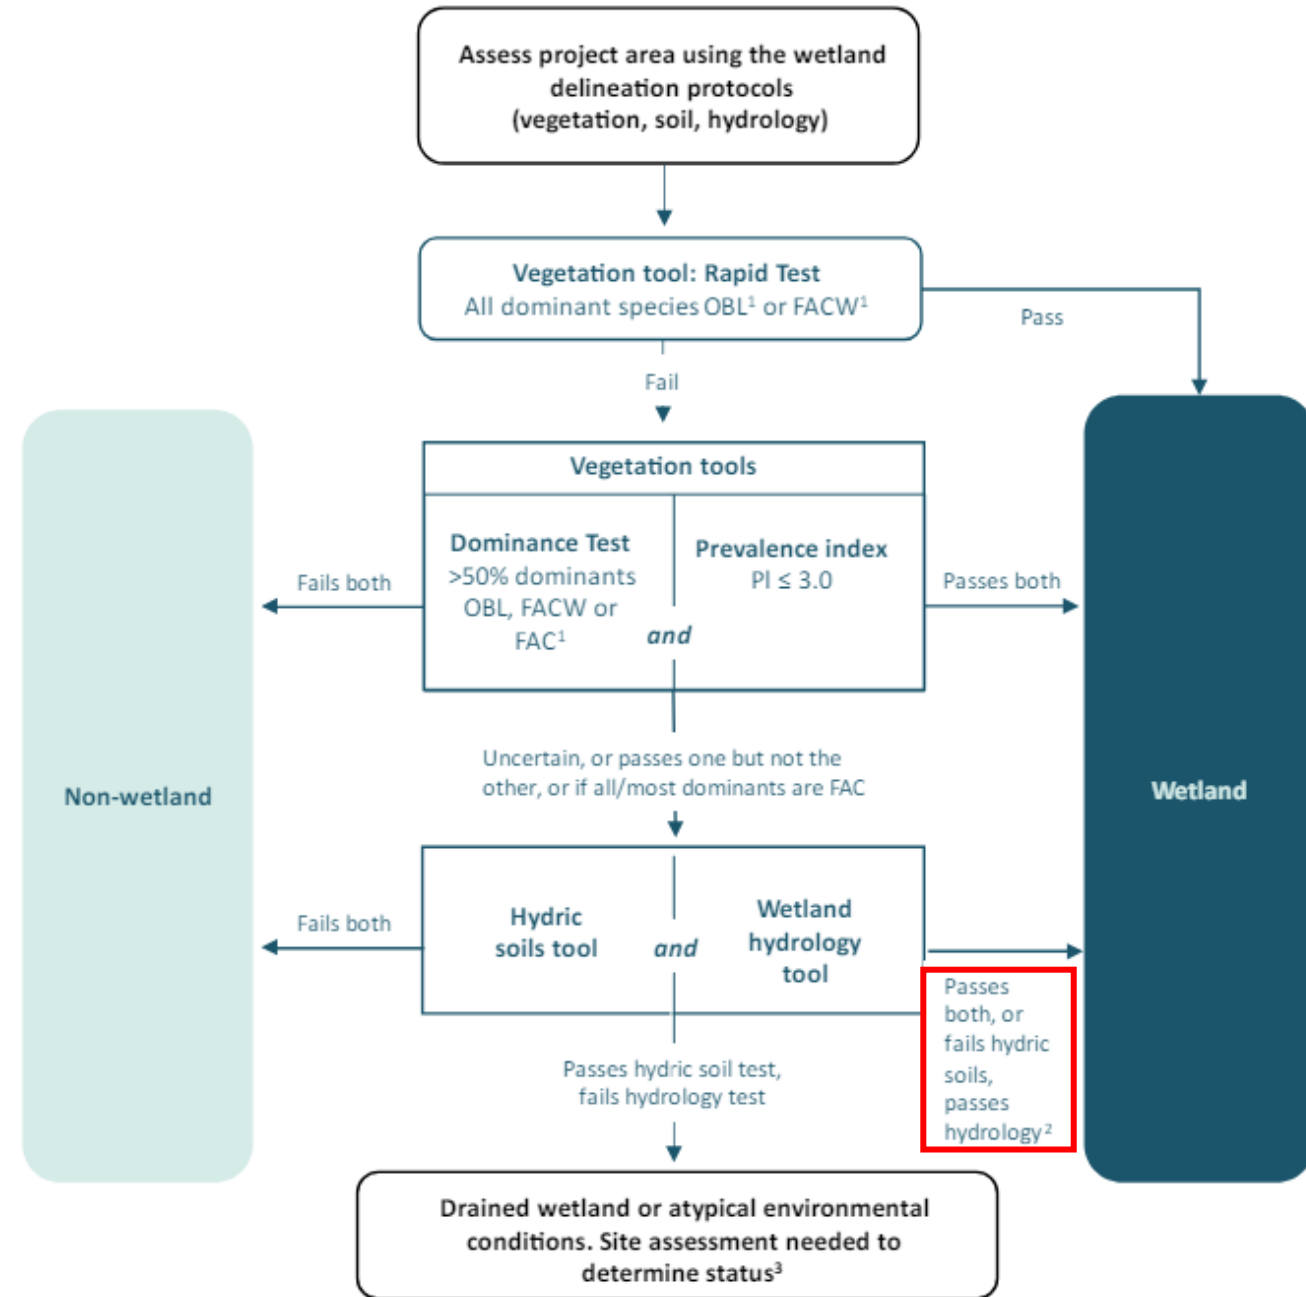 Assess project area using the wetland
delineation protocols
(vegetation, soil, hydrology)
Vegetation tool: Rapid Test
All dominant species OBL¹ or FACW¹
Pass
Fail
Vegetation tools
Dominance Test
>50% dominants
OBL, FACW or
FAC¹
and
Prevalence index
PI ≤ 3.0
Fails both
Passes both
Uncertain, or passes one but not the
other, or if all/most dominants are FAC
Non-wetland
Wetland
Fails both
Hydric
soils tool
and
Wetland
hydrology
tool
Passes
both, or
fails hydric
soils,
passes
hydrology²
Passes hydric soil test,
fails hydrology test
Drained wetland or atypical environmental
conditions. Site assessment needed to
determine status³